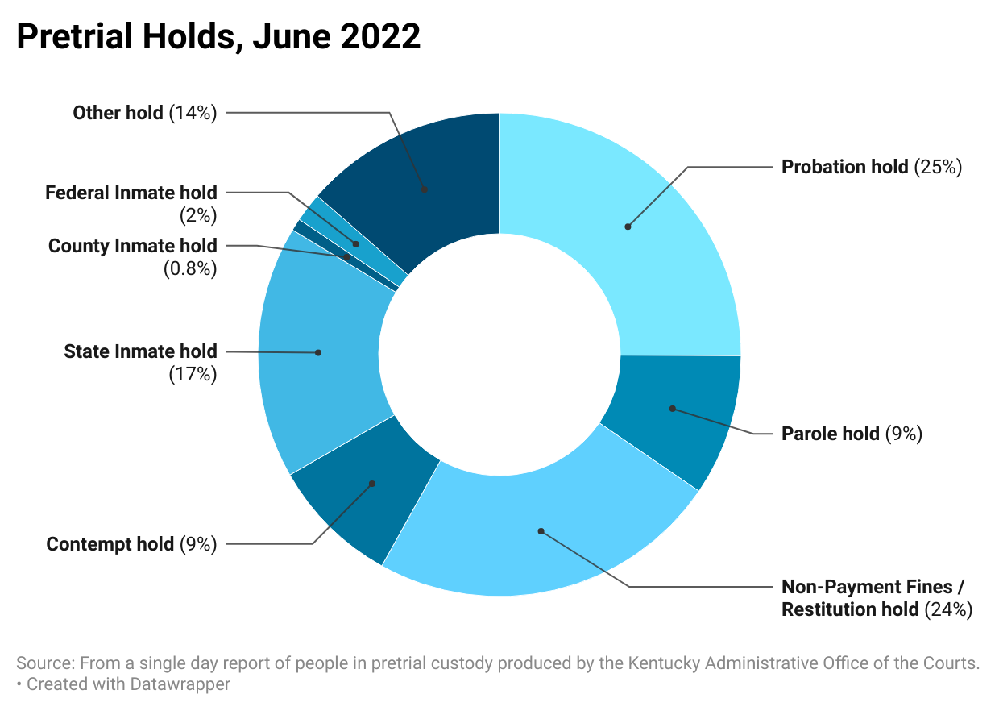 Pretrial Holds, June 2022
Other hold (14%)
Probation hold (25%)
Federal Inmate hold
(2%)
County Inmate hold
(0.8%)
State Inmate hold
(17%)
Parole hold (9%)
Contempt hold (9%)
Non-Payment Fines /
Restitution hold (24%)
Source: From a single day report of people in pretrial custody produced by the Kentucky Administrative Office of the Courts.
• Created with Datawrapper